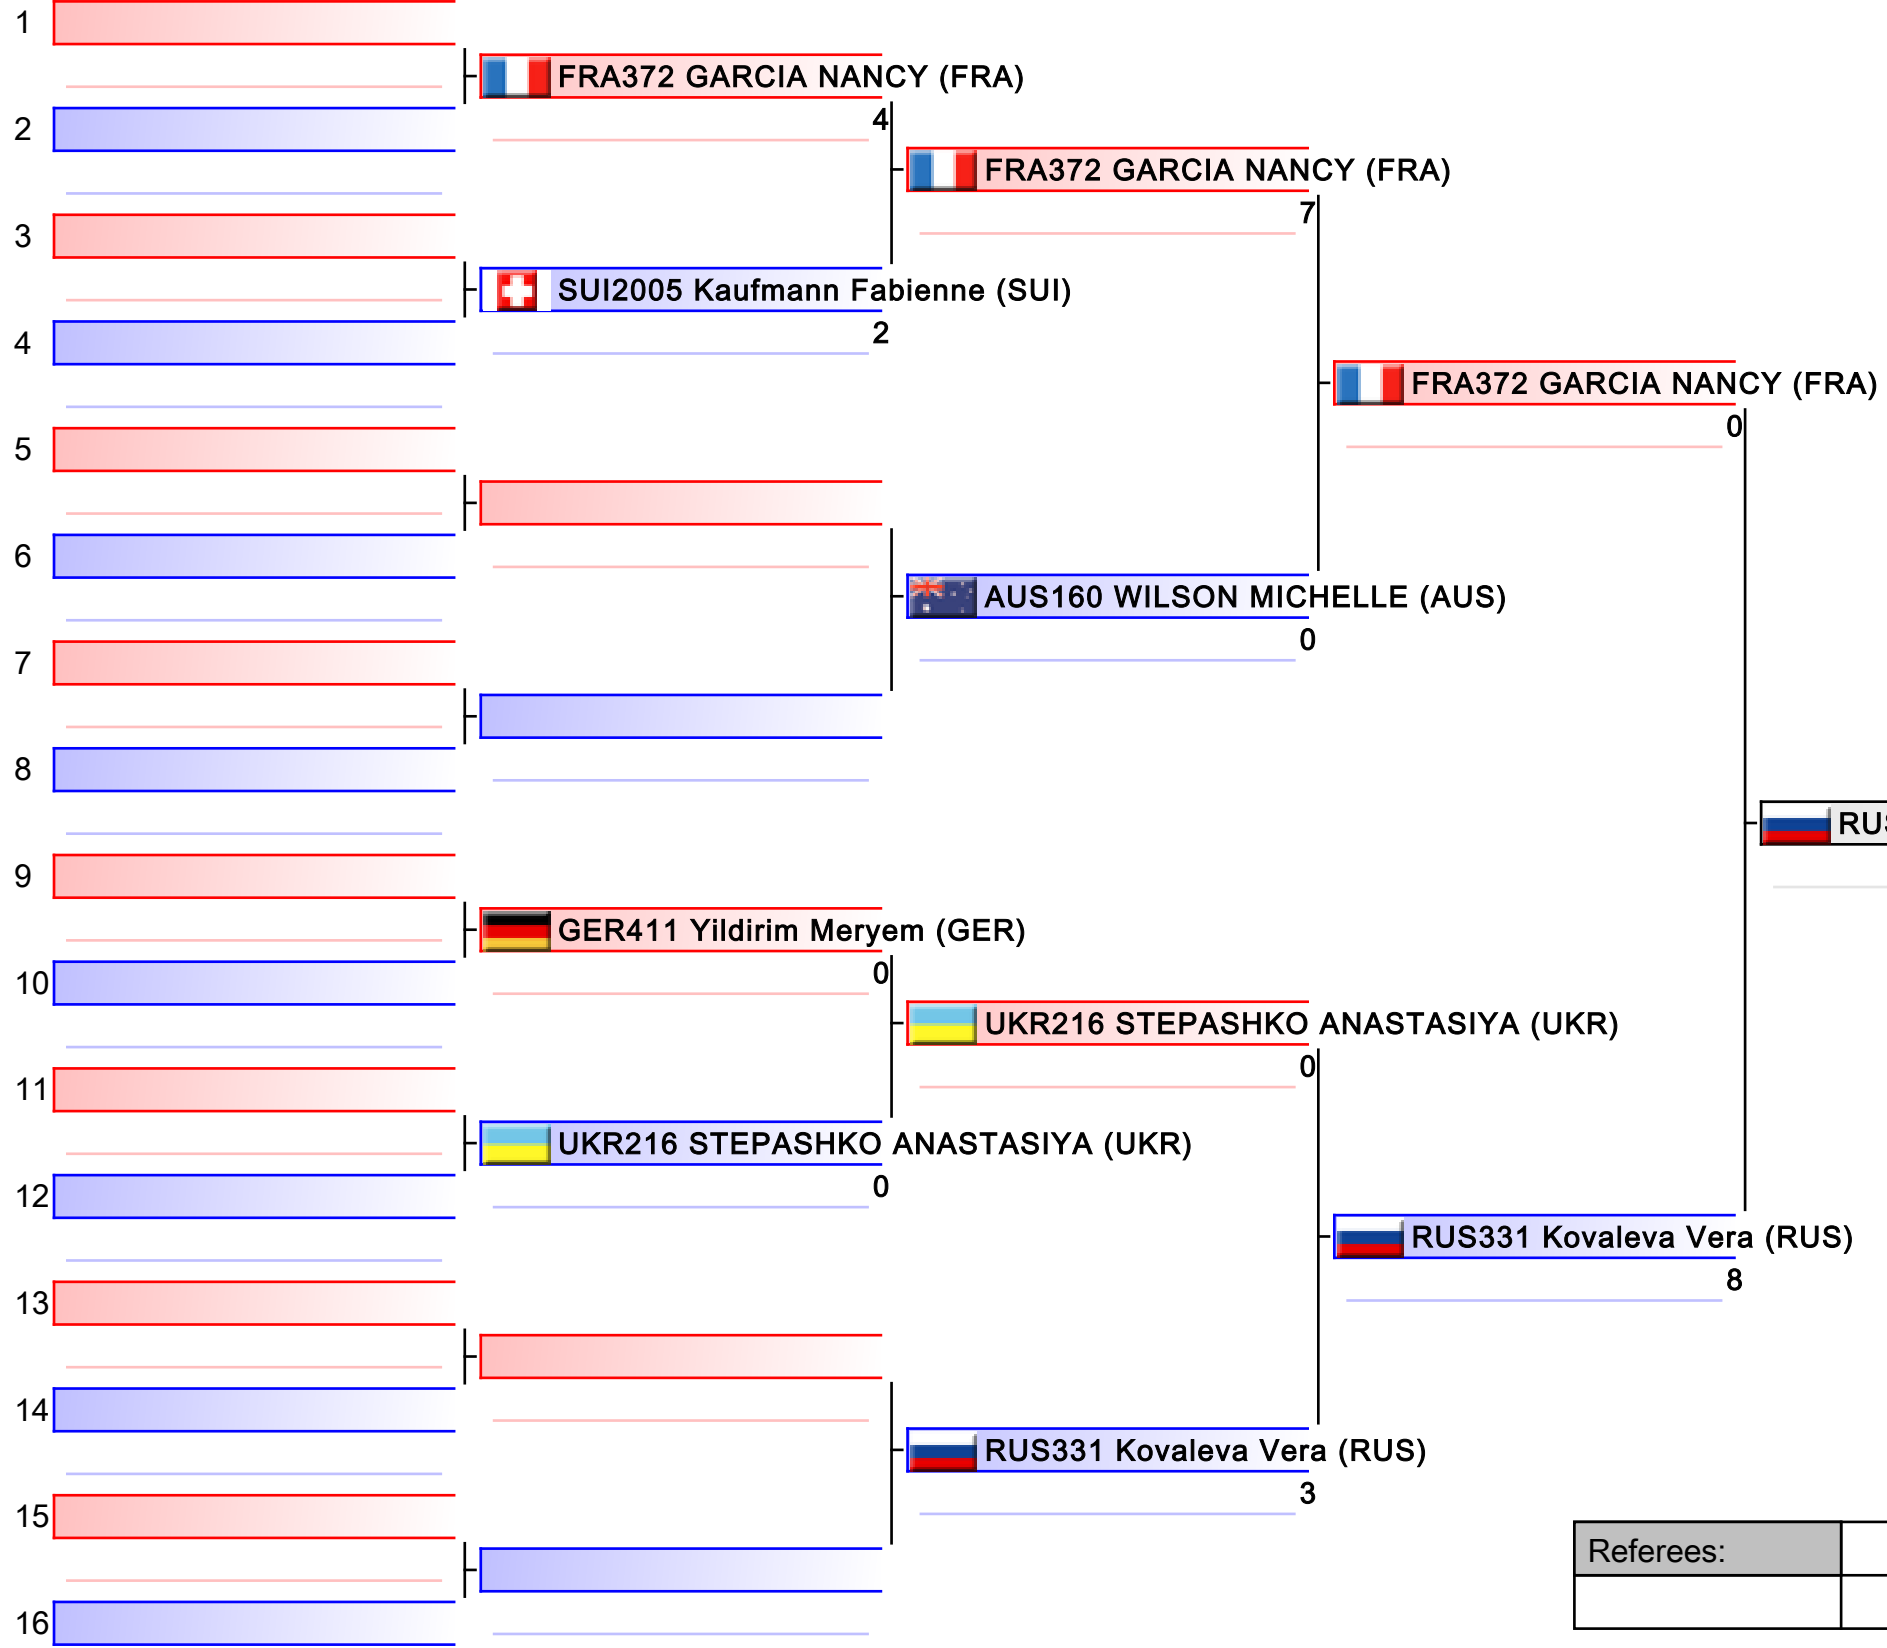 1
FRA372 GARCIA NANCY (FRA)
4
2
FRA372 GARCIA NANCY (FRA)
7
3
SUI2005 Kaufmann Fabienne (SUI)
2
4
FRA372 GARCIA NANCY (FRA)
0
5
6
AUS160 WILSON MICHELLE (AUS)
0
7
8
RUS
9
GER411 Yildirim Meryem (GER)
0
10
UKR216 STEPASHKO ANASTASIYA (UKR)
0
11
UKR216 STEPASHKO ANASTASIYA (UKR)
0
12
RUS331 Kovaleva Vera (RUS)
8
13
14
RUS331 Kovaleva Vera (RUS)
3
15
Referees:
16